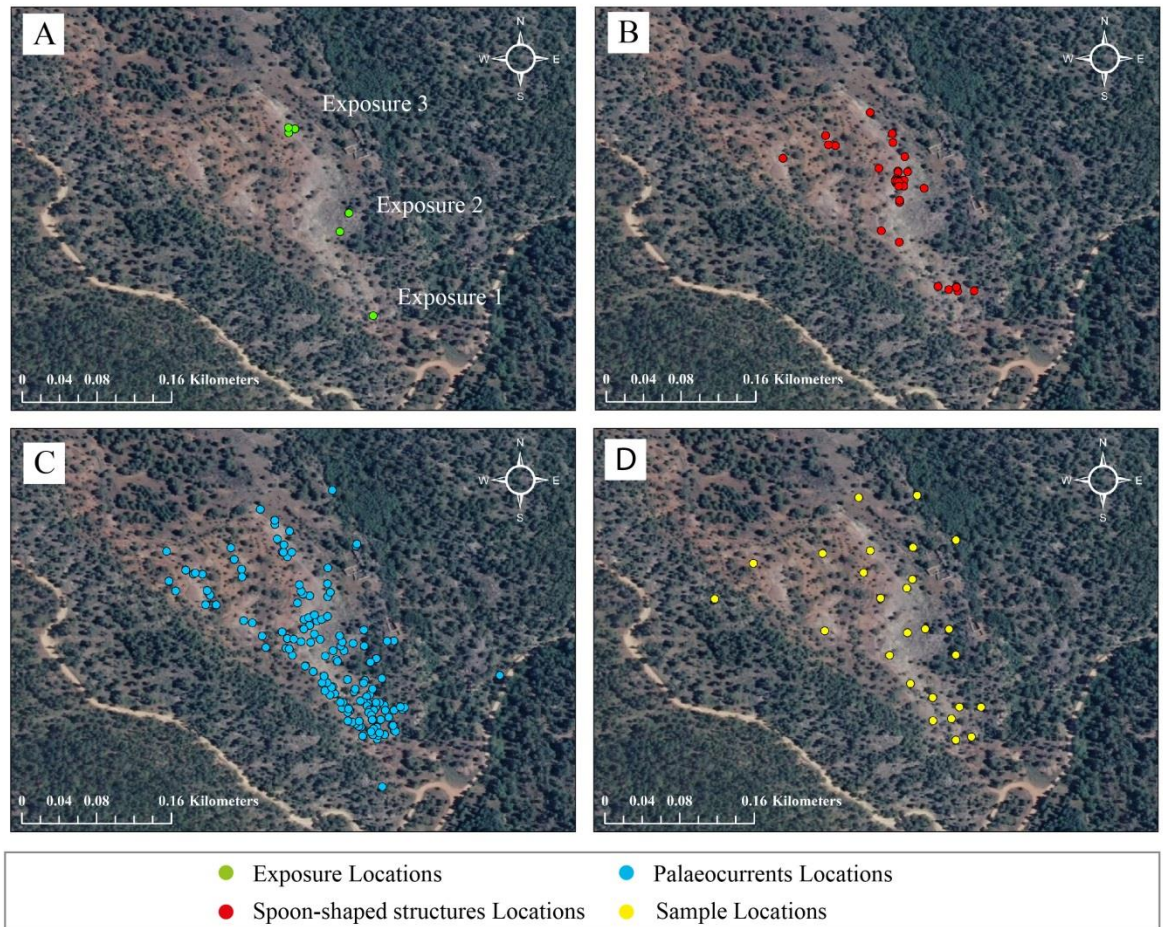 A
N
W E
S
Exposure 3
Exposure 2
Exposure 1
0 0.04 0.08 0.16 Kilometers
B
N
W E
S
0 0.04 0.08 0.16 Kilometers
C
N
W E
S
0 0.04 0.08 0.16 Kilometers
D
N
W E
S
0 0.04 0.08 0.16 Kilometers
Exposure Locations
Palaeocurrents Locations
Spoon-shaped structures Locations
Sample Locations